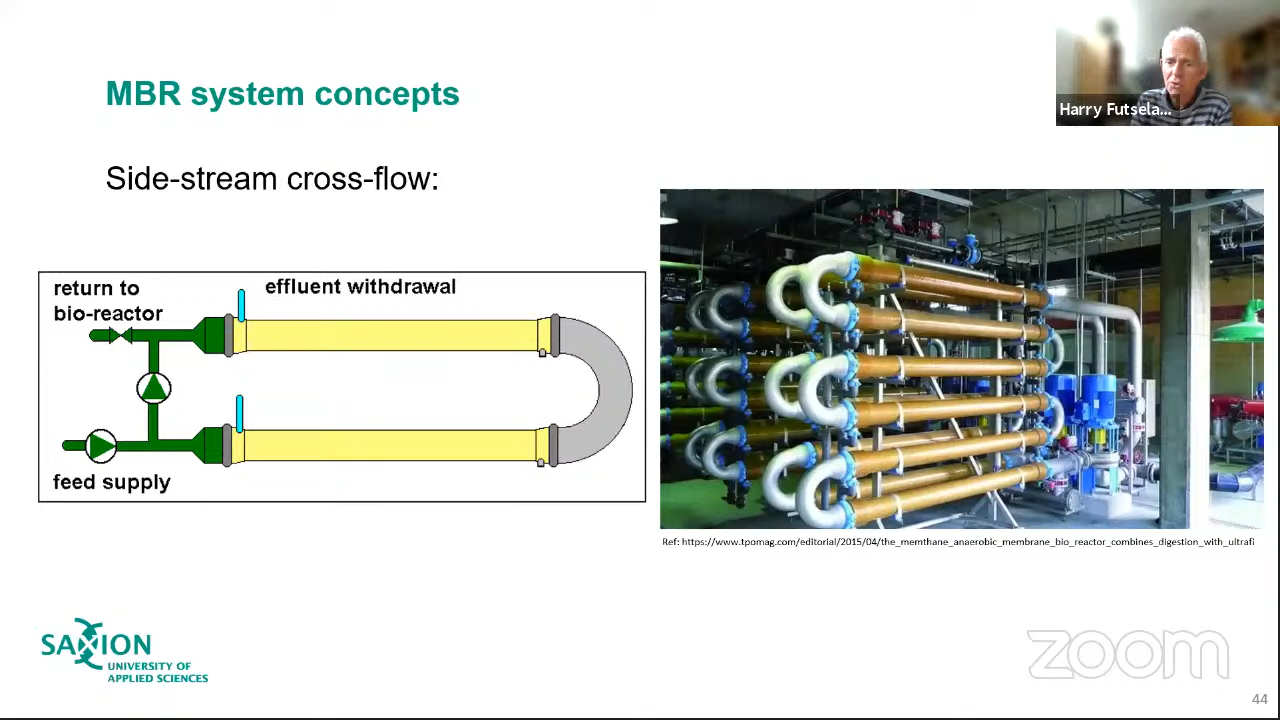 MBR system concepts
Harry Futsela...
Side-stream cross-flow:
return to
bio-reactor
effluent withdrawal
feed supply
Ref: https://www.tpomag.com/editorial/2015/04/the_memthane_anaerobic_membrane_bio_reactor_combines_digestion_with_ultrafi
SAXION
UNIVERSITY OF
APPLIED SCIENCES
zoom
44